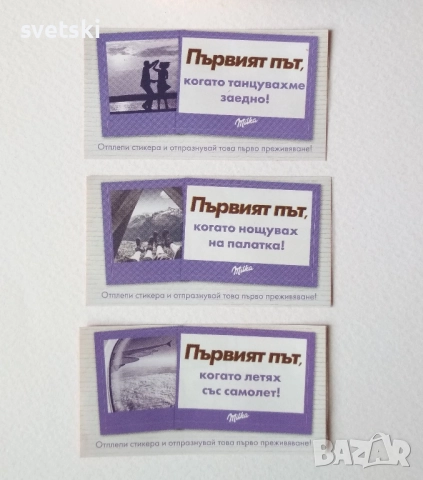 svetski
Първият път,
когато танцувахме
заедно!
Milka
Отлепи стикера и отпразнувай това първо преживяване!
Първият път,
когато нощувах
на палатка!
Milka
Отлепи стикера и отпразнувай това първо преживяване!
Първият път,
когато летях
със самолет!
Milka
Отлепи стикера и отпразнувай това първо преживяване!
BAZAR